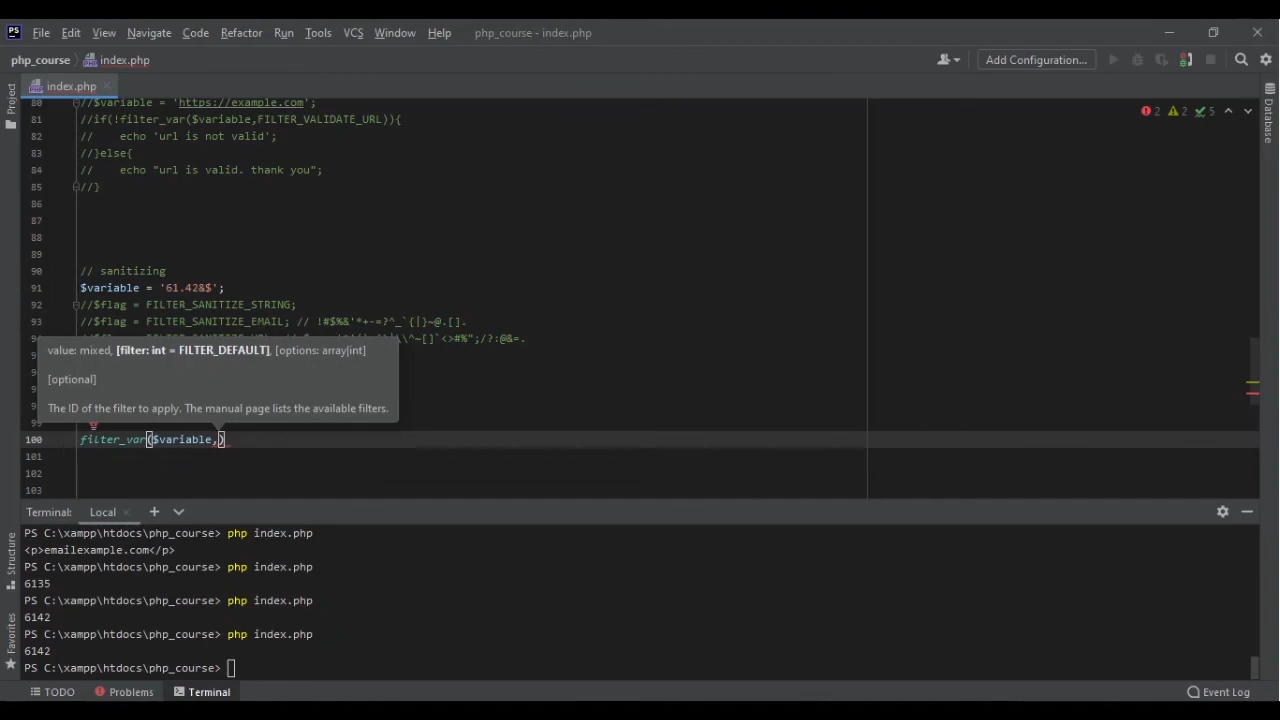 PS File Edit View Navigate Code Refactor Run Tools VCS Window Help php_course - index.php
php_course index.php Add Configuration...
index.php
Project
Database
2 2 5
80 //$variable = 'https://example.com';
81 //if(!filter_var($variable,FILTER_VALIDATE_URL)){
82 // echo 'url is not valid';
83 //}else{
84 // echo "url is valid. thank you";
85 //}
86
87
88
89
90 // sanitizing
91 $variable = '61.42&$';
92 //$flag = FILTER_SANITIZE_STRING;
93 //$flag = FILTER_SANITIZE_EMAIL; // !#$%&'*+-=?^_`{|}~@.[].
value: mixed, [filter: int = FILTER_DEFAULT], [options: array|int]
[optional]
The ID of the filter to apply. The manual page lists the available filters.
100 filter_var($variable,)
101
102
103
Terminal: Local
PS C:\xampp\htdocs\php_course> php index.php
<p>emailexample.com</p>
PS C:\xampp\htdocs\php_course> php index.php
6135
PS C:\xampp\htdocs\php_course> php index.php
6142
PS C:\xampp\htdocs\php_course> php index.php
6142
PS C:\xampp\htdocs\php_course>
Structure
Favorites
TODO Problems Terminal Event Log